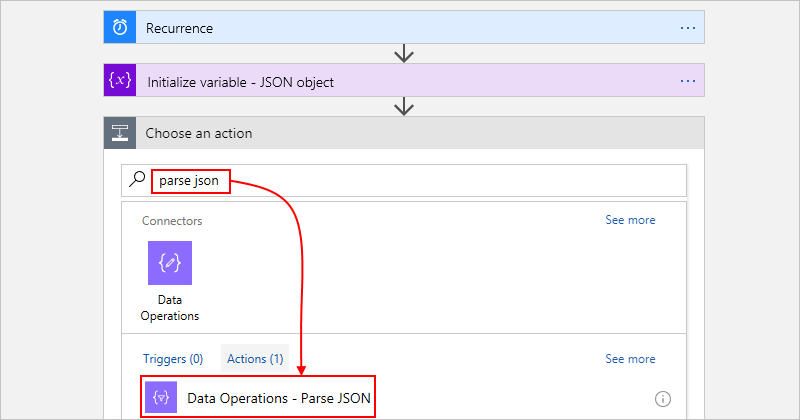 Recurrence
...
{x} Initialize variable - JSON object
...
Choose an action
parse json
Connectors
See more
Data
Operations
Triggers (0) Actions (1) See more
Data Operations - Parse JSON